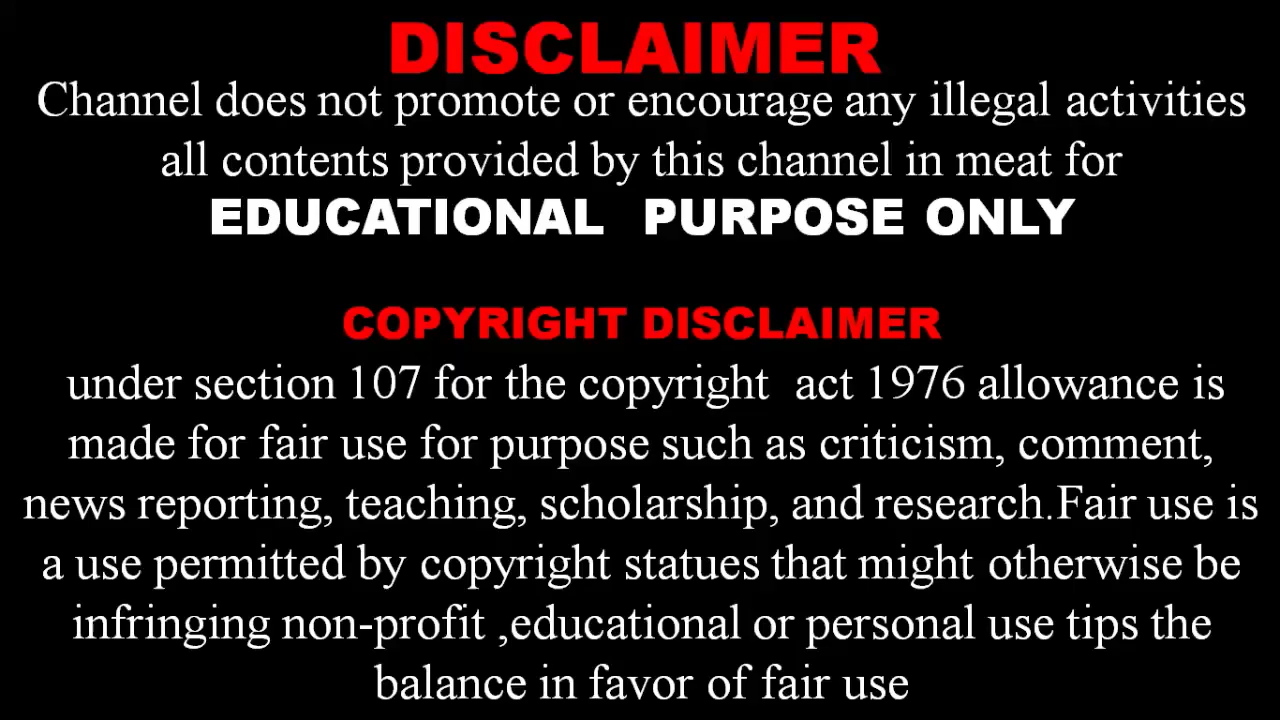 DISCLAIMER
Channel does not promote or encourage any illegal activities
all contents provided by this channel in meat for
EDUCATIONAL PURPOSE ONLY
COPYRIGHT DISCLAIMER
under section 107 for the copyright act 1976 allowance is
made for fair use for purpose such as criticism, comment,
news reporting, teaching, scholarship, and research.Fair use is
a use permitted by copyright statues that might otherwise be
infringing non-profit ,educational or personal use tips the
balance in favor of fair use